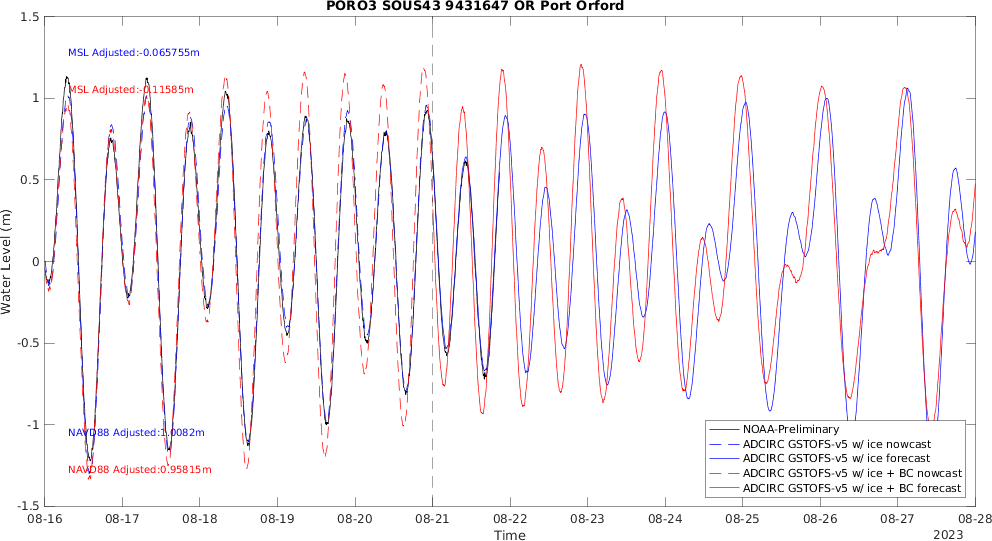 PORO3 SOUS43 9431647 OR Port Orford
1.5
1
0.5
0
-0.5
-1
-1.5
Water Level (m)
MSL Adjusted:-0.065755m
MSL Adjusted:-0.11585m
NAVD88 Adjusted:1.0082m
NAVD88 Adjusted:0.95815m
NOAA-Preliminary
ADCIRC GSTOFS-v5 w/ ice nowcast
ADCIRC GSTOFS-v5 w/ ice forecast
ADCIRC GSTOFS-v5 w/ ice + BC nowcast
ADCIRC GSTOFS-v5 w/ ice + BC forecast
08-16 08-17 08-18 08-19 08-20 08-21 08-22 08-23 08-24 08-25 08-26 08-27 08-28
Time
2023